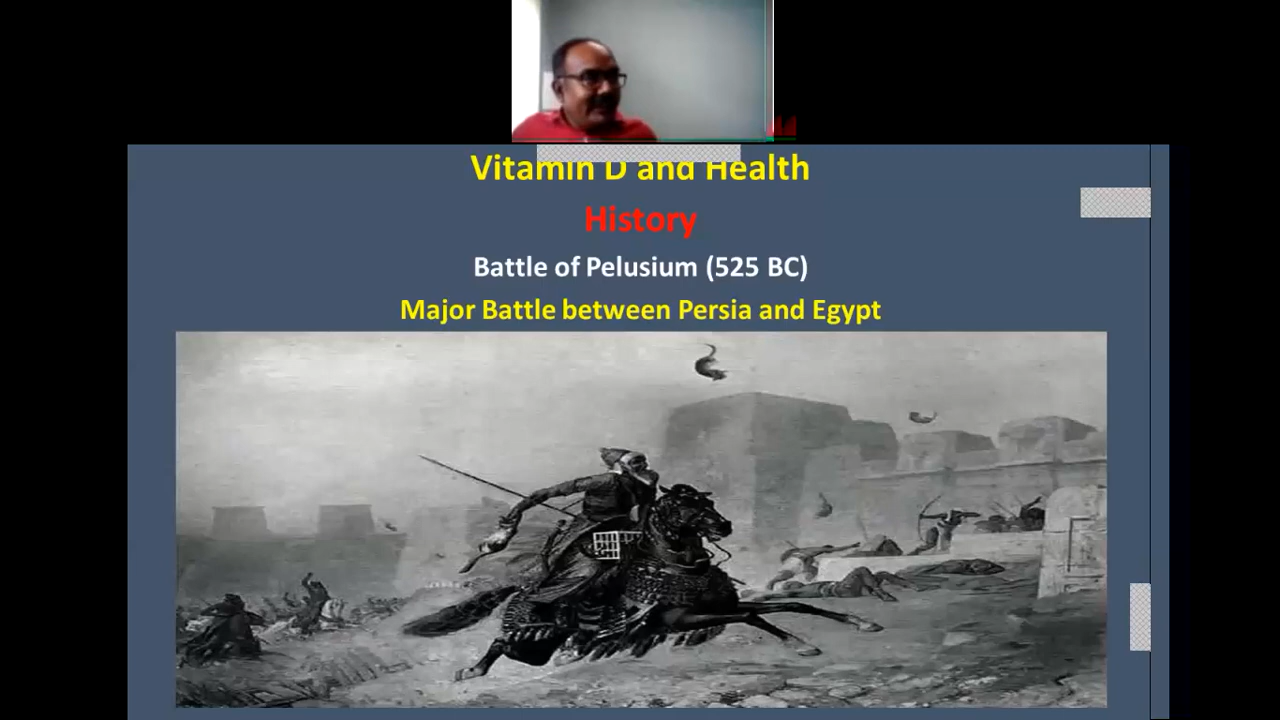 Vitamin D and Health
History
Battle of Pelusium (525 BC)
Major Battle between Persia and Egypt